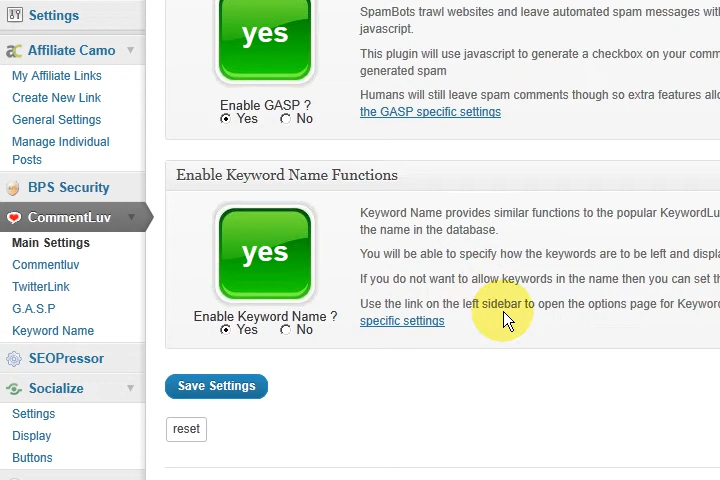 Settings
Affiliate Camo
My Affiliate Links
Create New Link
General Settings
Manage Individual
Posts
BPS Security
CommentLuv
Main Settings
Commentluv
TwitterLink
G.A.S.P
Keyword Name
SEOPressor
Socialize
Settings
Display
Buttons
yes
Enable GASP ?
Yes No
SpamBots trawl websites and leave automated spam messages with
javascript.
This plugin will use javascript to generate a checkbox on your comm
generated spam
Humans will still leave spam comments though so extra features allo
the GASP specific settings
Enable Keyword Name Functions
yes
Enable Keyword Name ?
Yes No
Keyword Name provides similar functions to the popular KeywordLu
the name in the database.
You will be able to specify how the keywords are to be left and displa
If you do not want to allow keywords in the name then you can set th
Use the link on the left sidebar to open the options page for Keywor
specific settings
Save Settings
reset